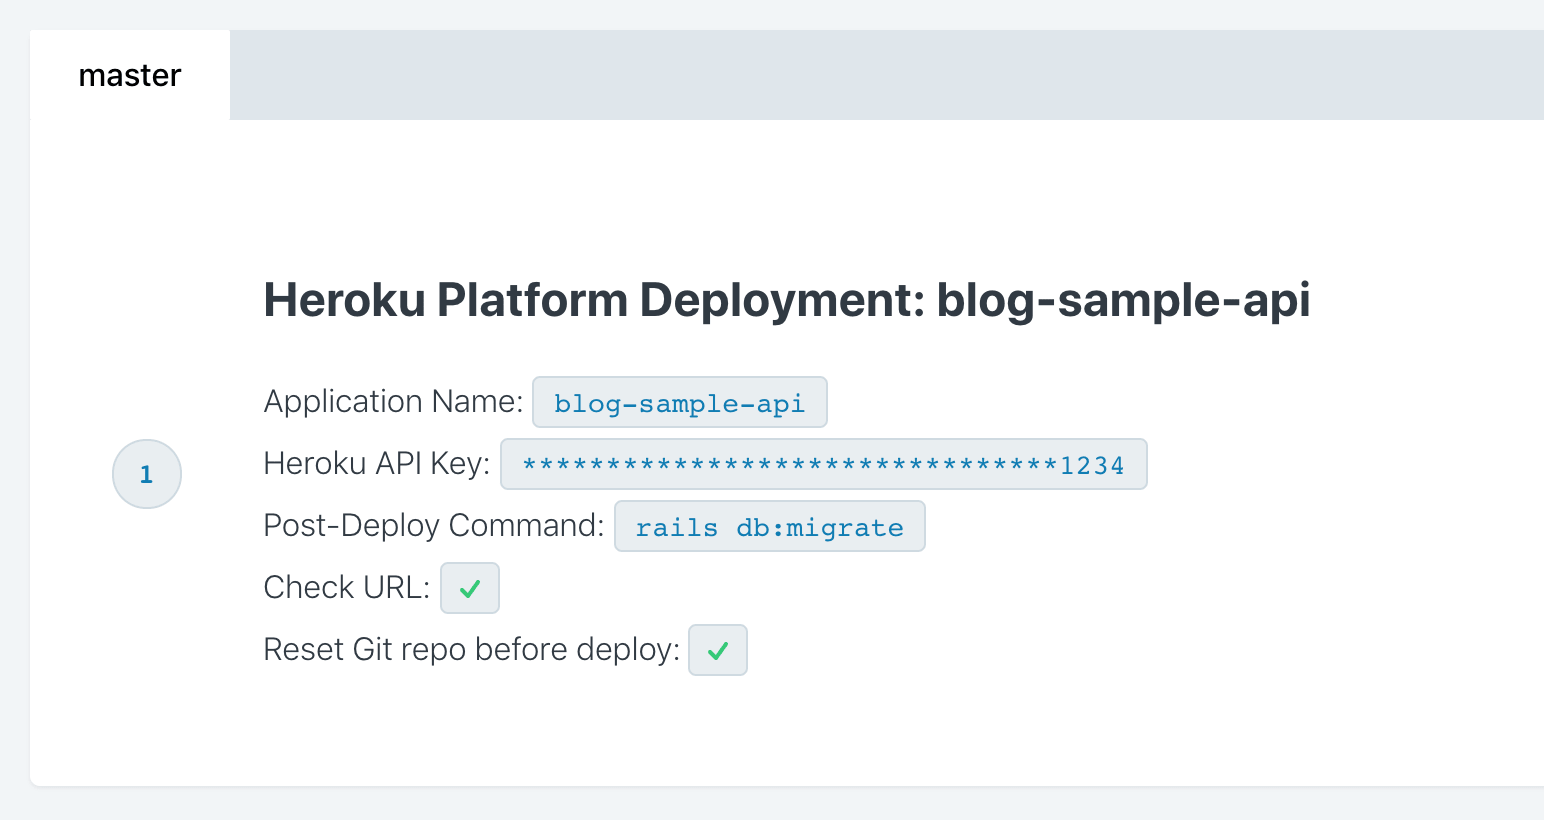 master
Heroku Platform Deployment: blog-sample-api
Application Name: blog-sample-api
1
Heroku API Key: ********************************1234
Post-Deploy Command: rails db:migrate
Check URL: ✓
Reset Git repo before deploy: ✓